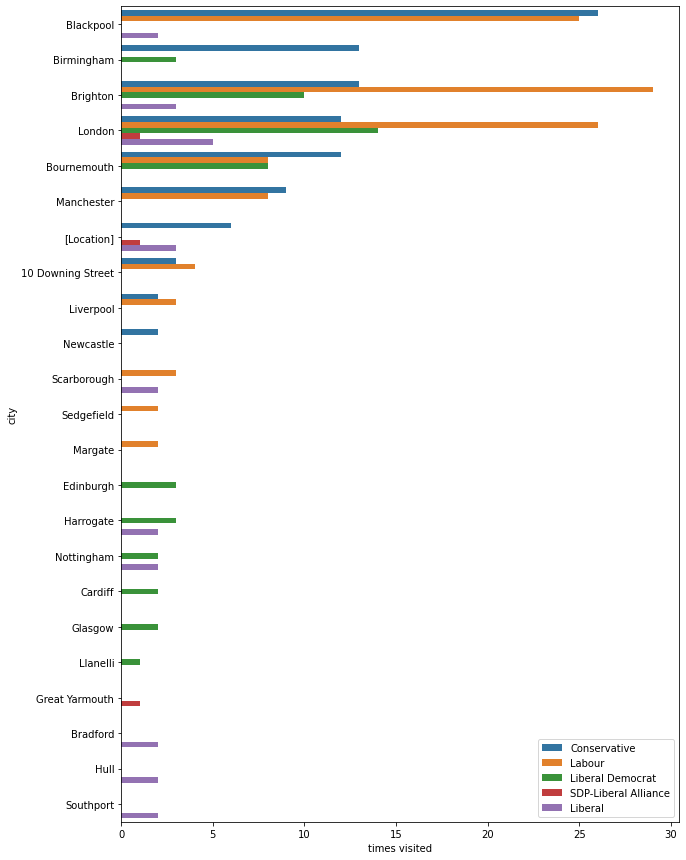 Blackpool
Birmingham
Brighton
London
Bournemouth
Manchester
[Location]
10 Downing Street
Liverpool
Newcastle
Scarborough
Sedgefield
Margate
Edinburgh
Harrogate
Nottingham
Cardiff
Glasgow
Llanelli
Great Yarmouth
Bradford
Hull
Southport
city
Conservative
Labour
Liberal Democrat
SDP-Liberal Alliance
Liberal
0 5 10 15 20 25 30
times visited